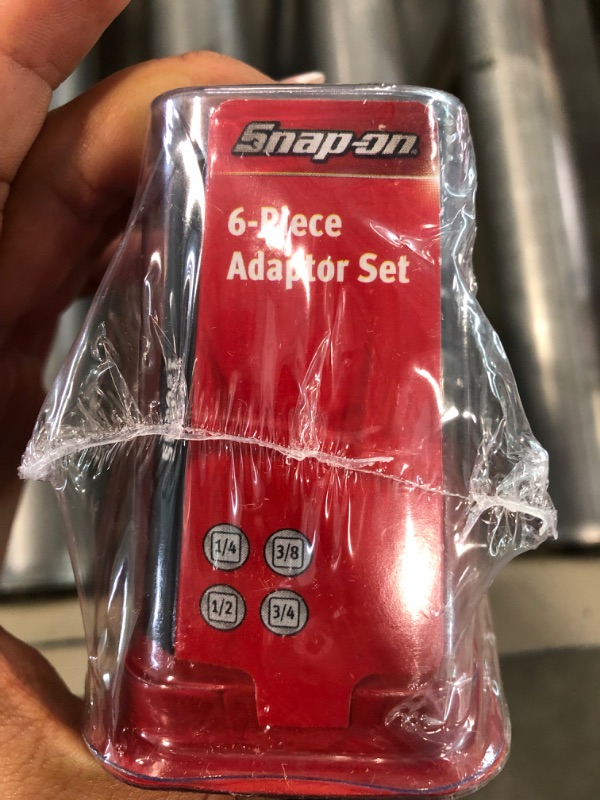 Snap-on
6-Piece
Adaptor Set
1/4 3/8
1/2 3/4